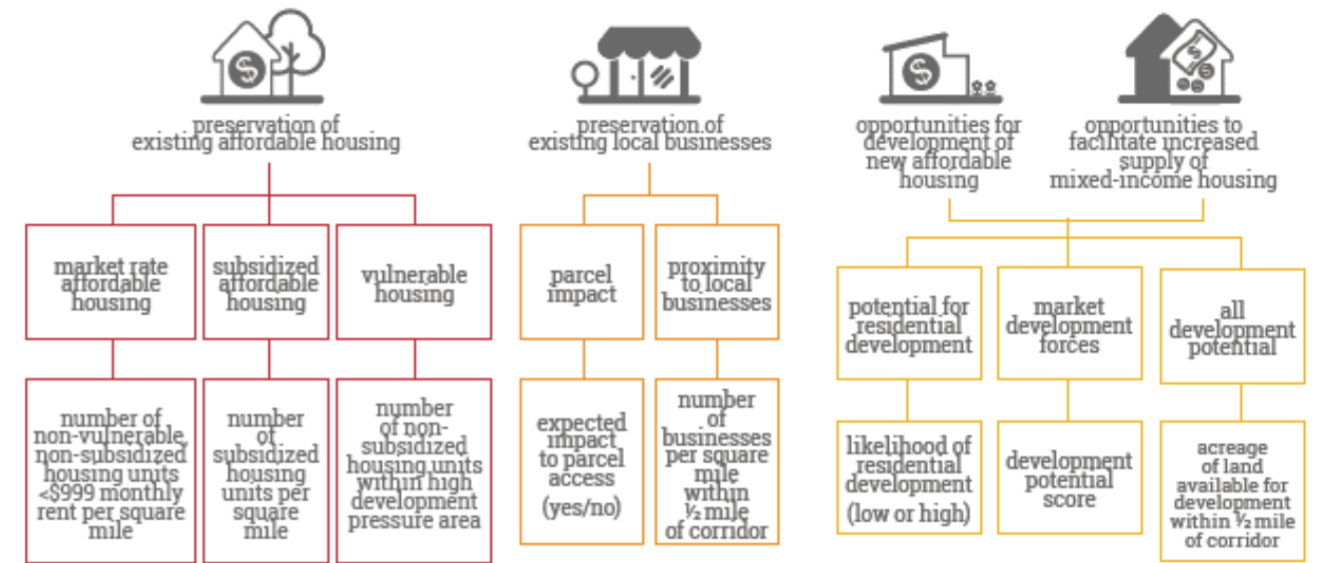 preservation of
existing affordable housing
preservation of
existing local businesses
opportunities for
development of
new affordable
housing
opportunities to
facilitate increased
supply of
mixed-income housing
market rate
affordable
housing
subsidized
affordable
housing
vulnerable
housing
parcel
impact
proximity
to local
businesses
potential for
residential
development
market
development
forces
all
development
potential
number of
non-vulnerable,
non-subsidized
housing units
<$999 monthly
rent per square
mile
number
of
subsidized
housing
units per
square
mile
number
of non-
subsidized
housing units
within high
development
pressure area
expected
impact
to parcel
access
(yes/no)
number
of
businesses
per square
mile
within
½ mile
of corridor
likelihood of
residential
development
(low or high)
development
potential
score
acreage
of land
available for
development
within ½ mile
of corridor